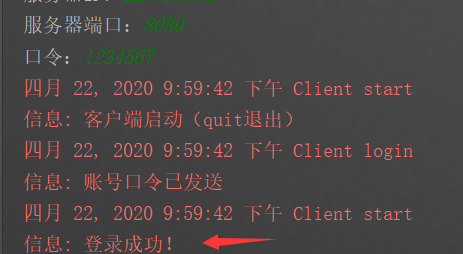 服务器端口：8080
口令：1234567
四月 22, 2020 9:59:42 下午 Client start
信息: 客户端启动（quit退出）
四月 22, 2020 9:59:42 下午 Client login
信息: 账号口令已发送
四月 22, 2020 9:59:42 下午 Client start
信息: 登录成功！